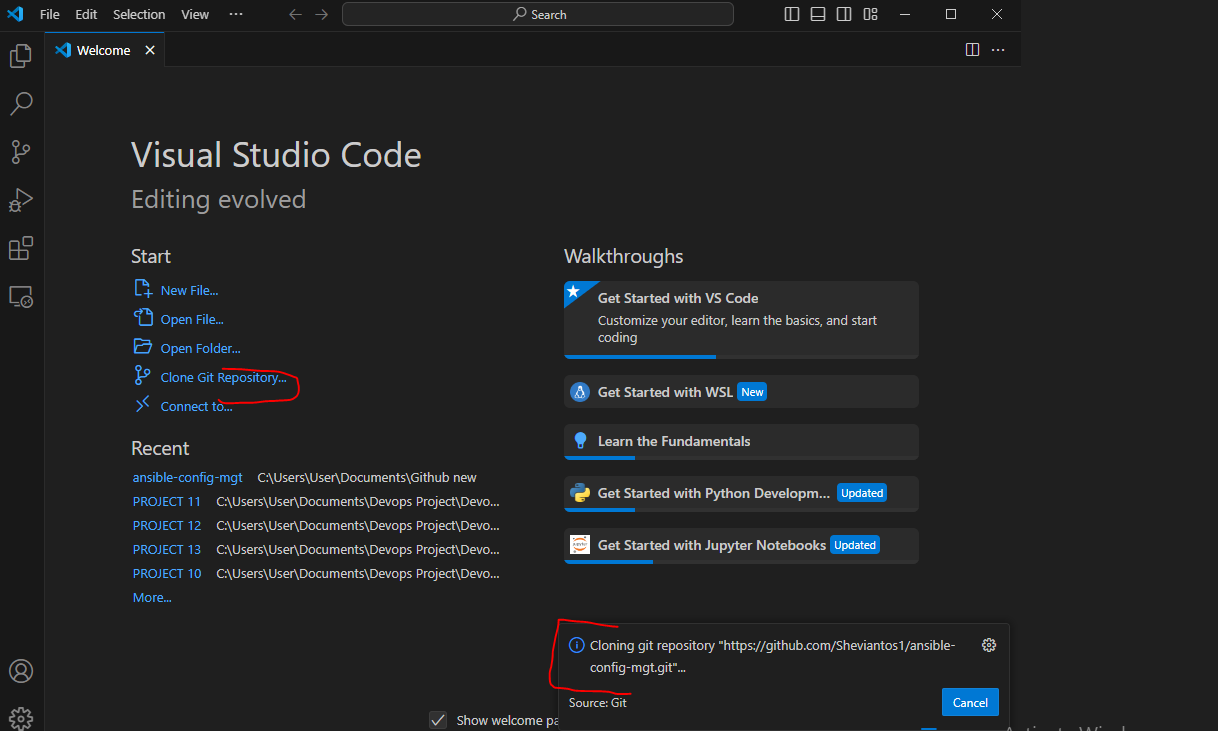 File Edit Selection View ··· Search
Welcome
Visual Studio Code
Editing evolved
Start
New File...
Open File...
Open Folder...
Clone Git Repository...
Connect to...
Recent
ansible-config-mgt C:\Users\User\Documents\Github new
PROJECT 11 C:\Users\User\Documents\Devops Project\Devo...
PROJECT 12 C:\Users\User\Documents\Devops Project\Devo...
PROJECT 13 C:\Users\User\Documents\Devops Project\Devo...
PROJECT 10 C:\Users\User\Documents\Devops Project\Devo...
More...
Walkthroughs
Get Started with VS Code
Customize your editor, learn the basics, and start
coding
Get Started with WSL New
Learn the Fundamentals
Get Started with Python Developm... Updated
jupyter
Get Started with Jupyter Notebooks Updated
Cloning git repository "https://github.com/Sheviantos1/ansible-
config-mgt.git"...
Source: Git Cancel
Show welcome pa